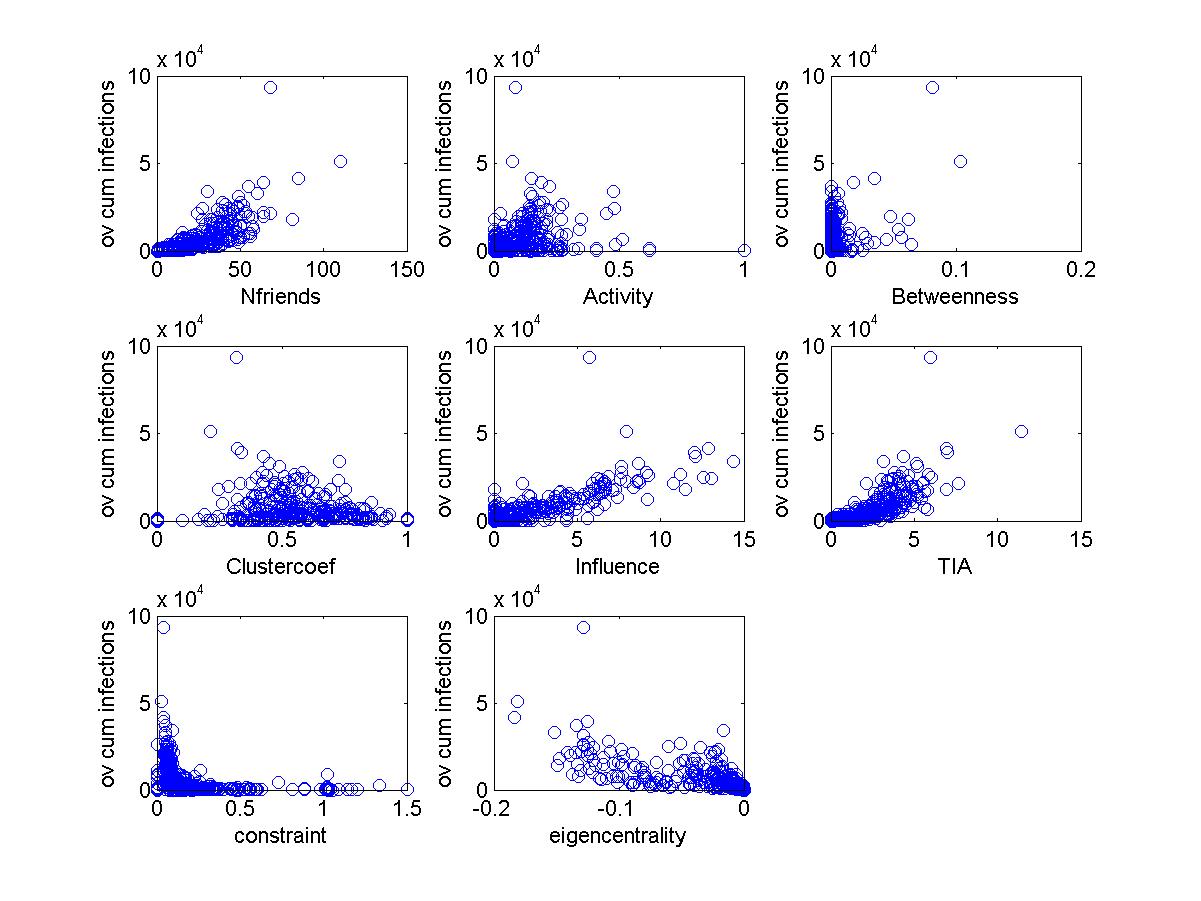 x 10^4
10
5
0
ov cum infections
0 50 100 150
Nfriends
x 10^4
10
5
0
ov cum infections
0 0.5 1
Activity
x 10^4
10
5
0
ov cum infections
0 0.1 0.2
Betweenness
x 10^4
10
5
0
ov cum infections
0 0.5 1
Clustercoef
x 10^4
10
5
0
ov cum infections
0 5 10 15
Influence
x 10^4
10
5
0
ov cum infections
0 5 10 15
TIA
x 10^4
10
5
0
ov cum infections
0 0.5 1 1.5
constraint
x 10^4
10
5
0
ov cum infections
-0.2 -0.1 0
eigencentrality